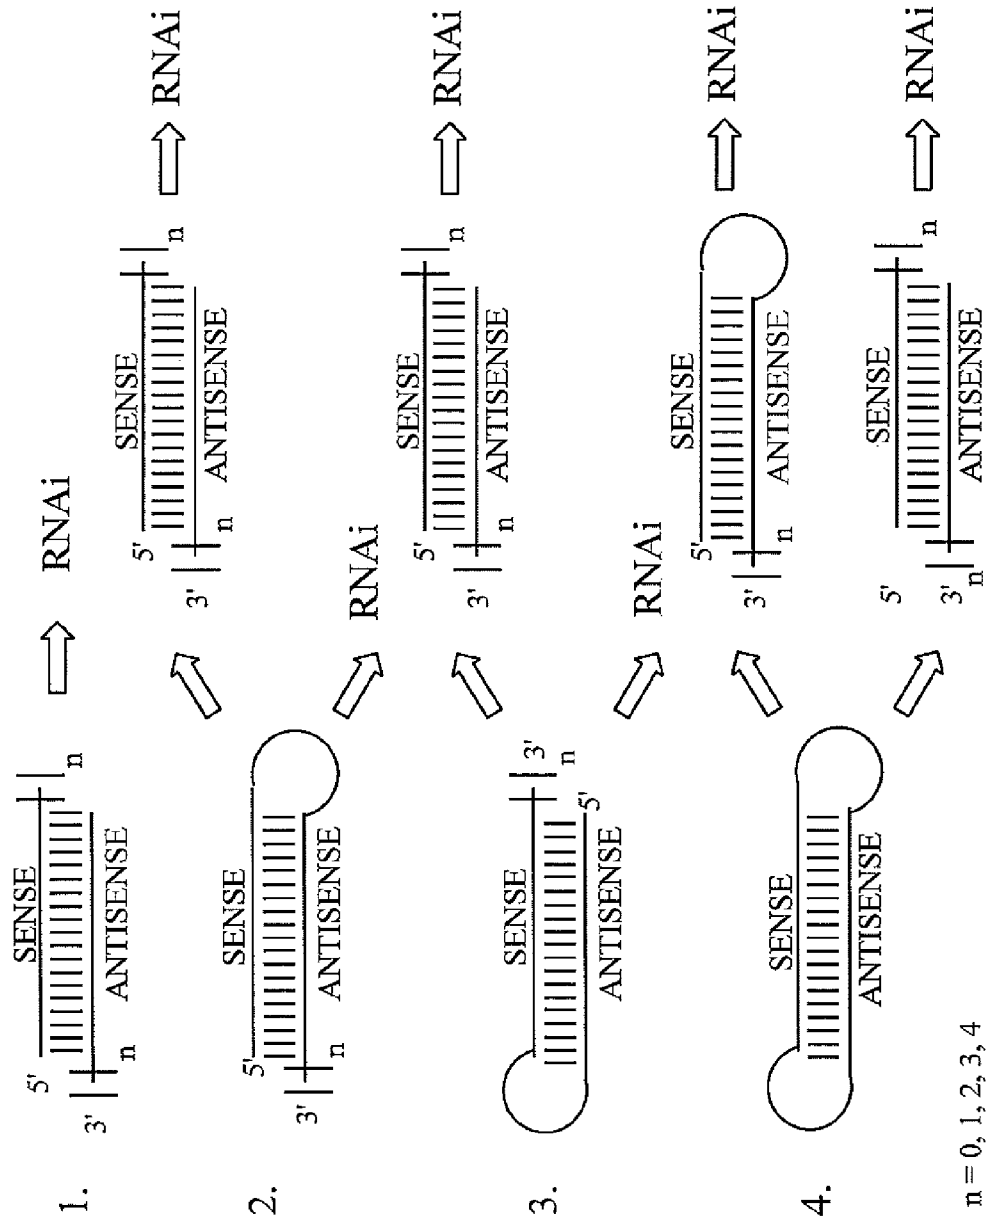 1.
SENSE
5'
3'
ANTISENSE
n
n
RNAi
2.
SENSE
5'
3'
ANTISENSE
n
SENSE
5'
3'
ANTISENSE
n
n
RNAi
RNAi
3.
SENSE
3'
n
5'
ANTISENSE
SENSE
5'
3'
ANTISENSE
n
n
RNAi
RNAi
4.
SENSE
ANTISENSE
SENSE
5'
3'
ANTISENSE
n
RNAi
SENSE
5'
3'
n
ANTISENSE
n
RNAi
n = 0, 1, 2, 3, 4